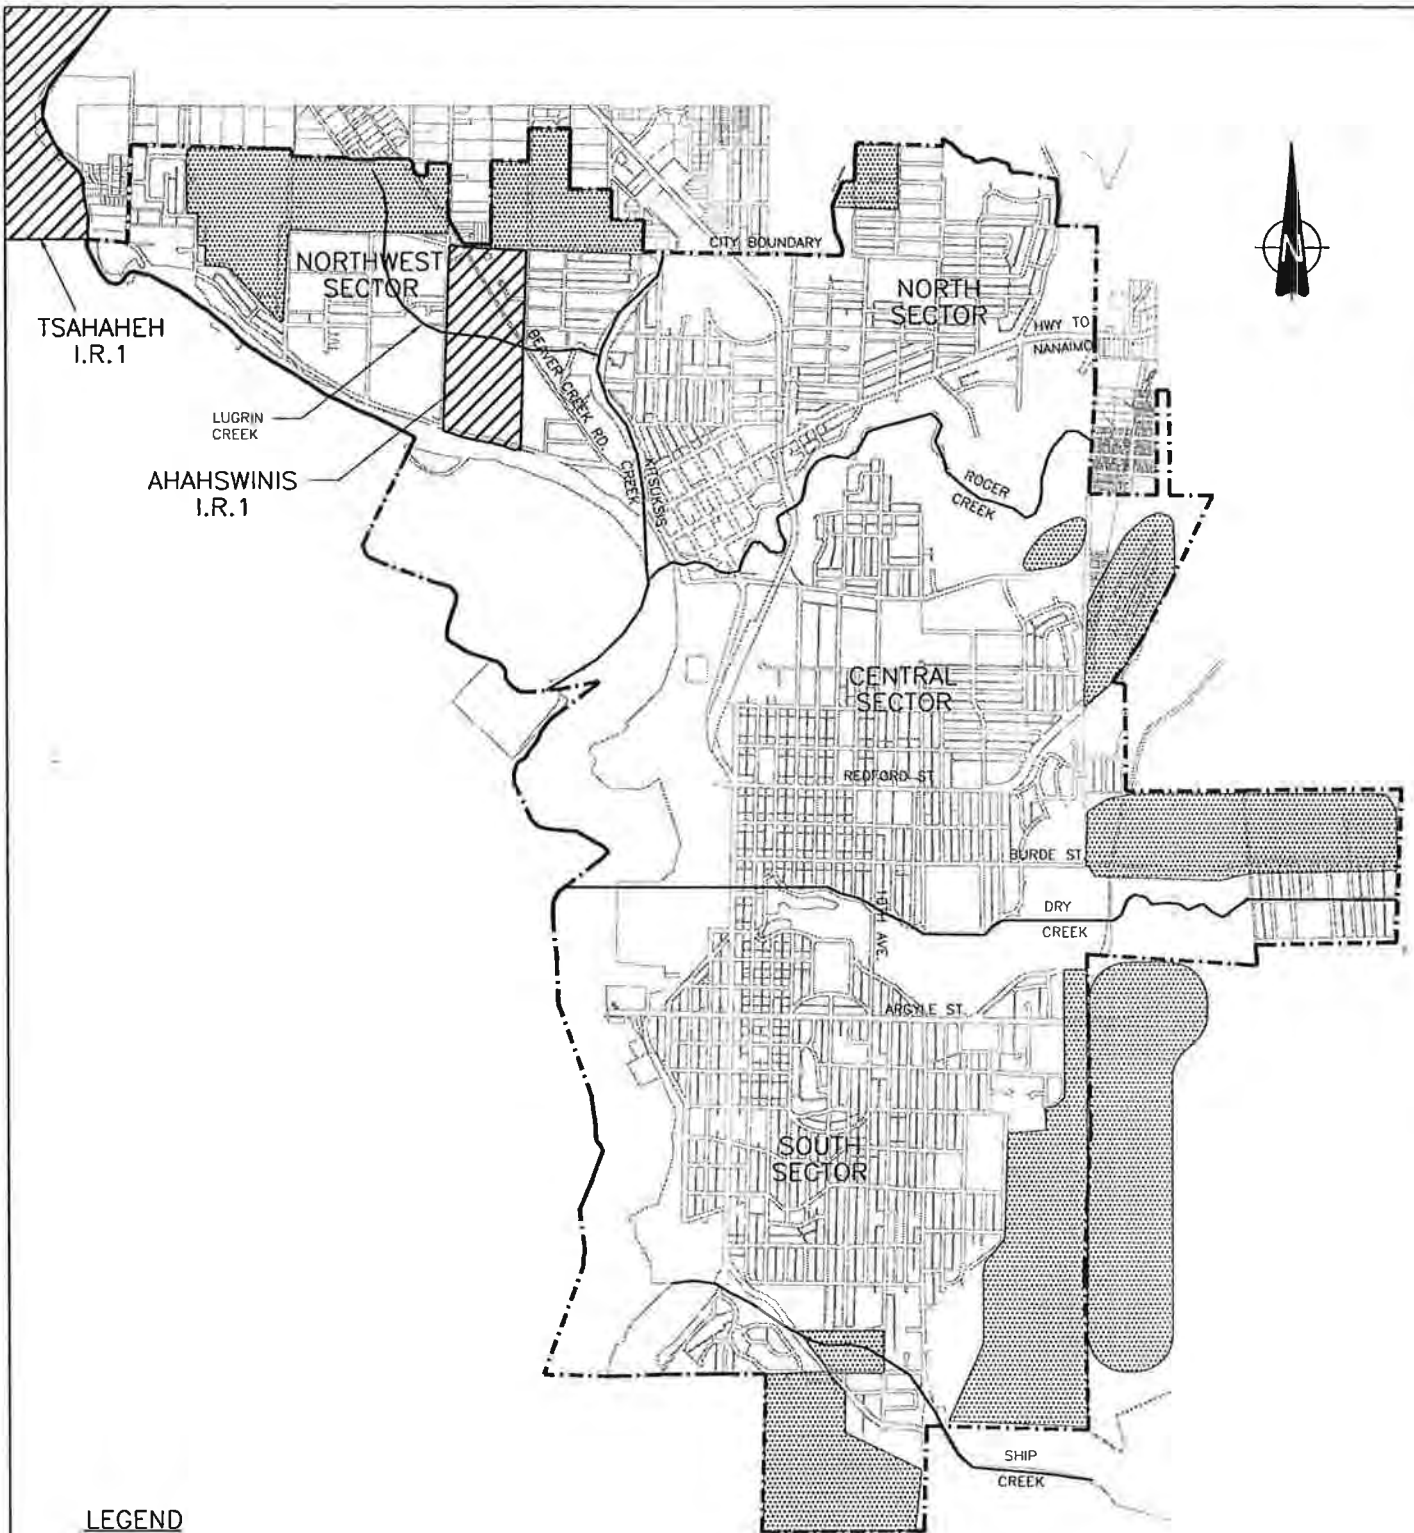 N
CITY BOUNDARY
NORTHWEST
SECTOR
NORTH
SECTOR
TSAHAHEH
I.R.1
HWY TO
NANAIMO
BEAVER CREEK RD.
LUGRIN
CREEK
KITSUKSIS
CREEK
AHAHSWINIS
I.R.1
ROGER
CREEK
CENTRAL
SECTOR
REDFORD ST.
BURDE ST.
10TH AVE.
DRY
CREEK
ARGYLE ST.
SOUTH
SECTOR
SHIP
CREEK
LEGEND